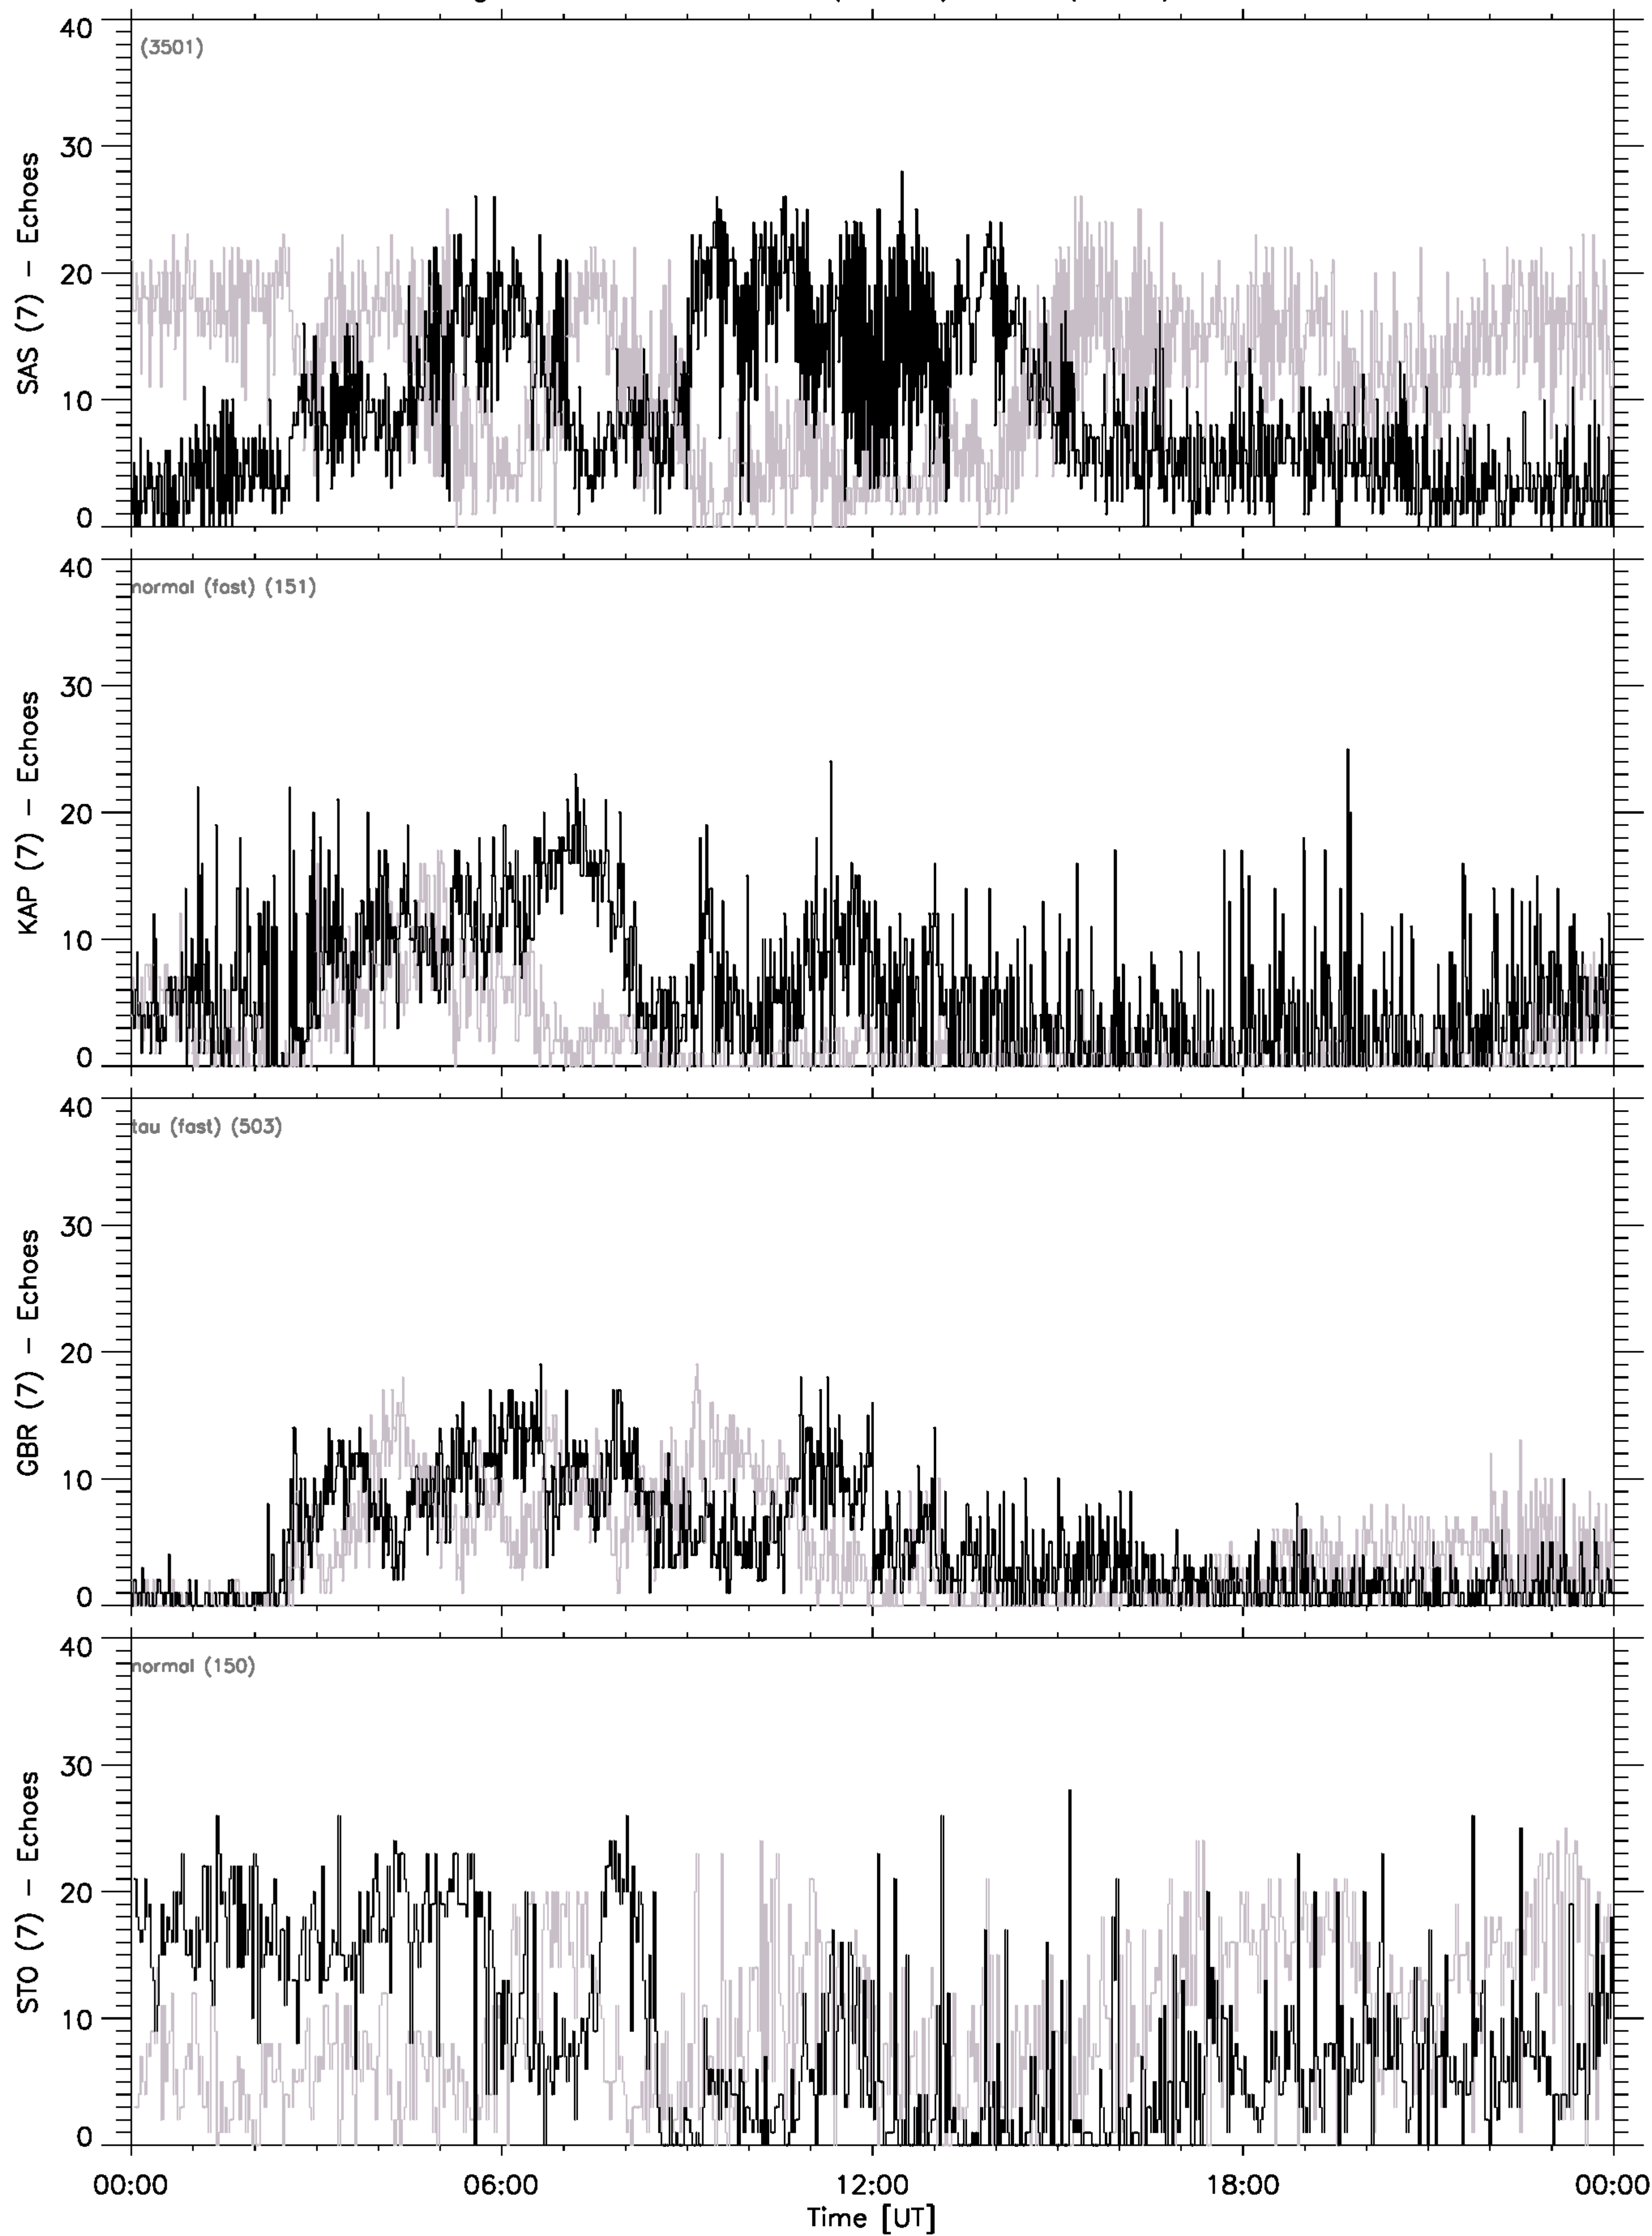 40
(3501)
30
20
10
0
SAS (7) - Echoes
40
normal (fast) (151)
30
20
10
0
KAP (7) - Echoes
40
tau (fast) (503)
30
20
10
0
GBR (7) - Echoes
40
normal (150)
30
20
10
0
STO (7) - Echoes
00:00 06:00 12:00 18:00 00:00
Time [UT]